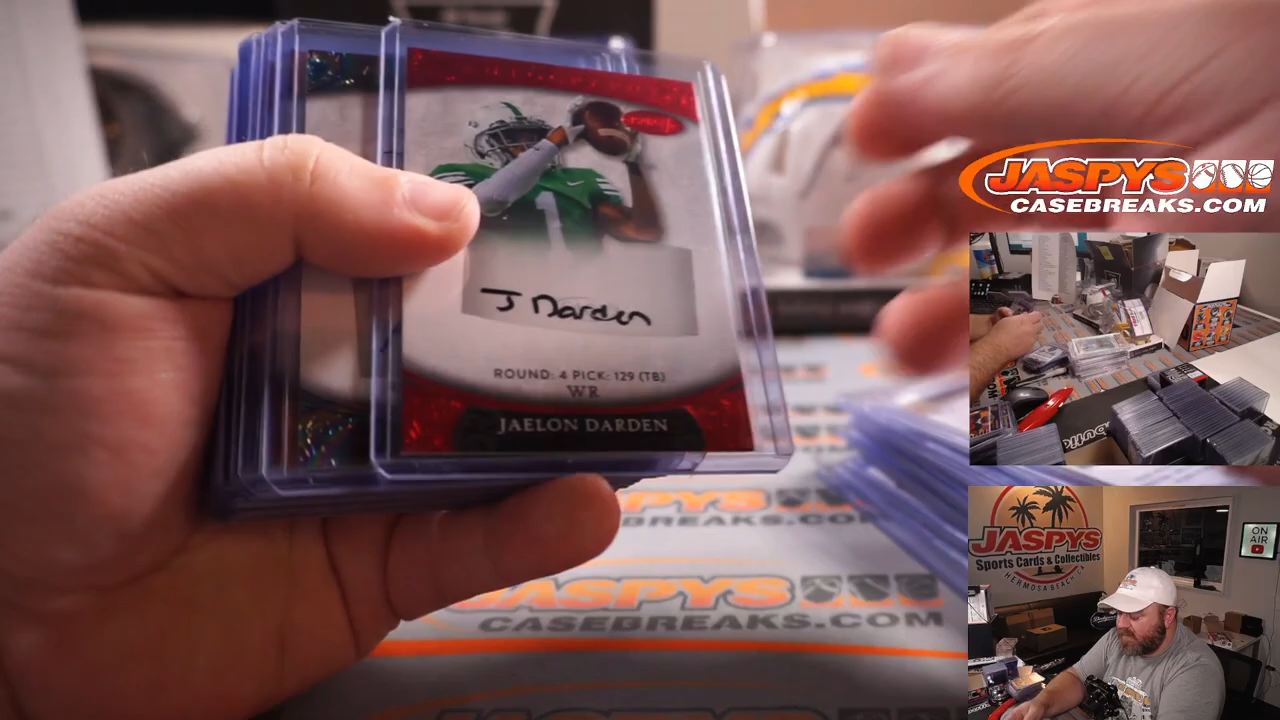 J Darden
ROUND: 4 PICK: 129 (TB)
WR
JAELON DARDEN
JASPYS
CASEBREAKS.COM
JASPYS
CASEBREAKS.COM
JASPYS
Sports Cards & Collectibles
HERMOSA BEACH, CA
ON
AIR